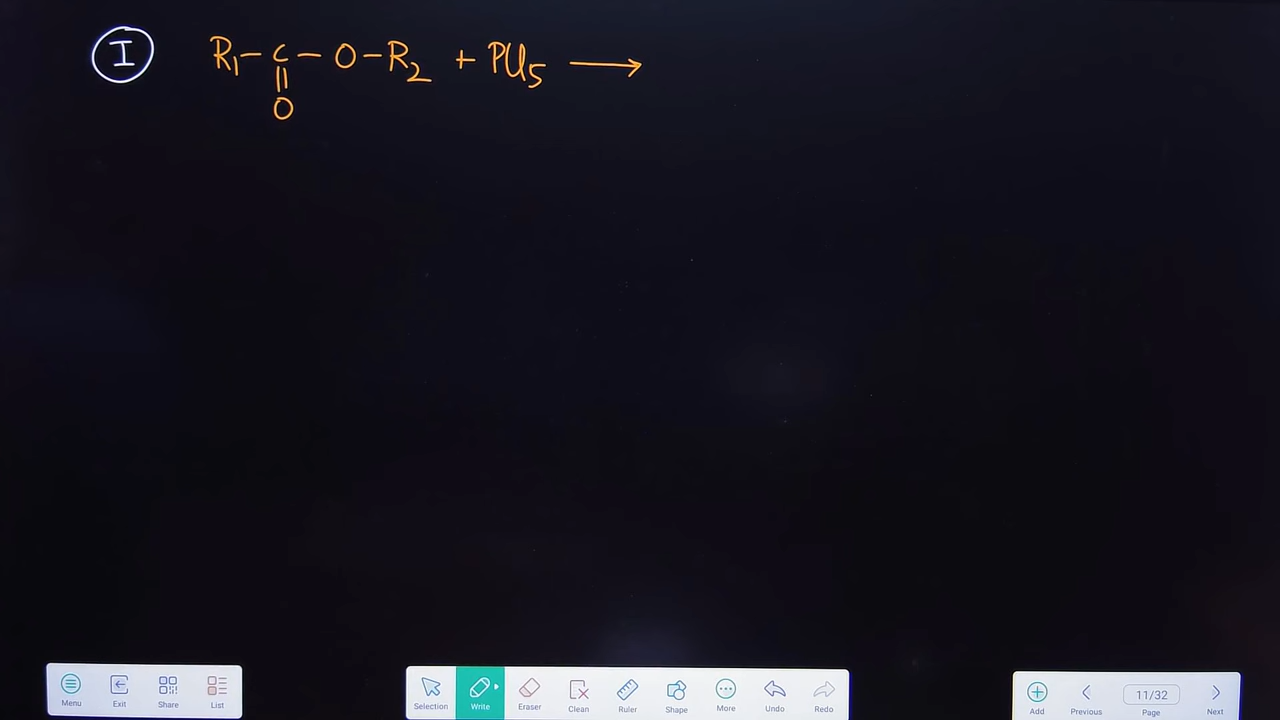 I R₁-C-O-R₂ + PCl₅ ⟶
||
O
Menu Exit Share List Selection Write Eraser Clean Ruler Shape More Undo Redo Add Previous 11/32 Page Next